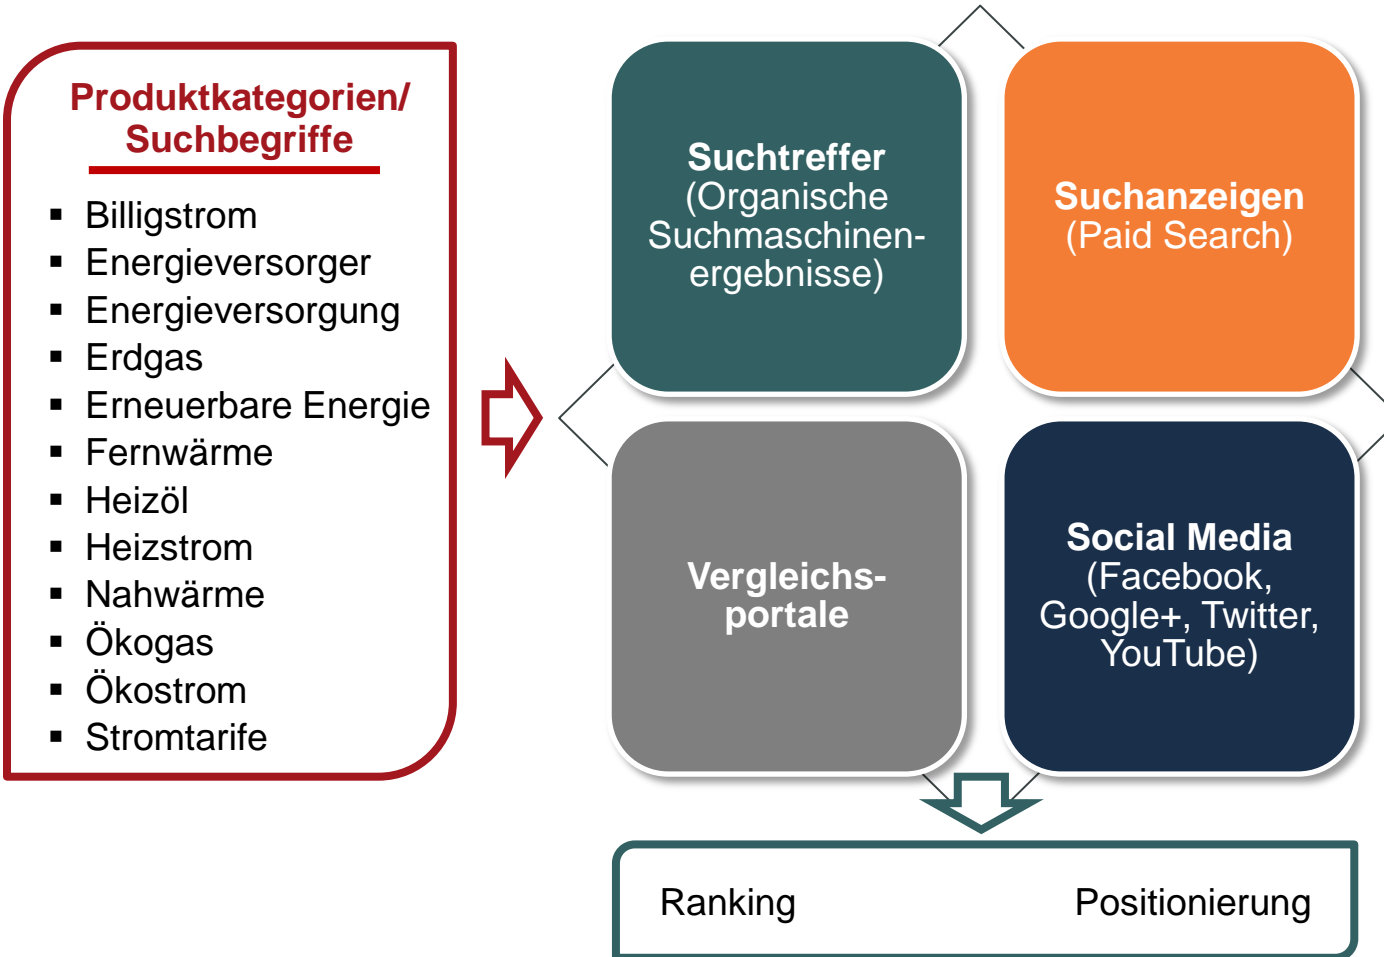 Produktkategorien/
Suchbegriffe
▪ Billigstrom
▪ Energieversorger
▪ Energieversorgung
▪ Erdgas
▪ Erneuerbare Energie
▪ Fernwärme
▪ Heizöl
▪ Heizstrom
▪ Nahwärme
▪ Ökogas
▪ Ökostrom
▪ Stromtarife
Suchtreffer
(Organische
Suchmaschinen-
ergebnisse)
Suchanzeigen
(Paid Search)
Vergleichs-
portale
Social Media
(Facebook,
Google+, Twitter,
YouTube)
Ranking
Positionierung